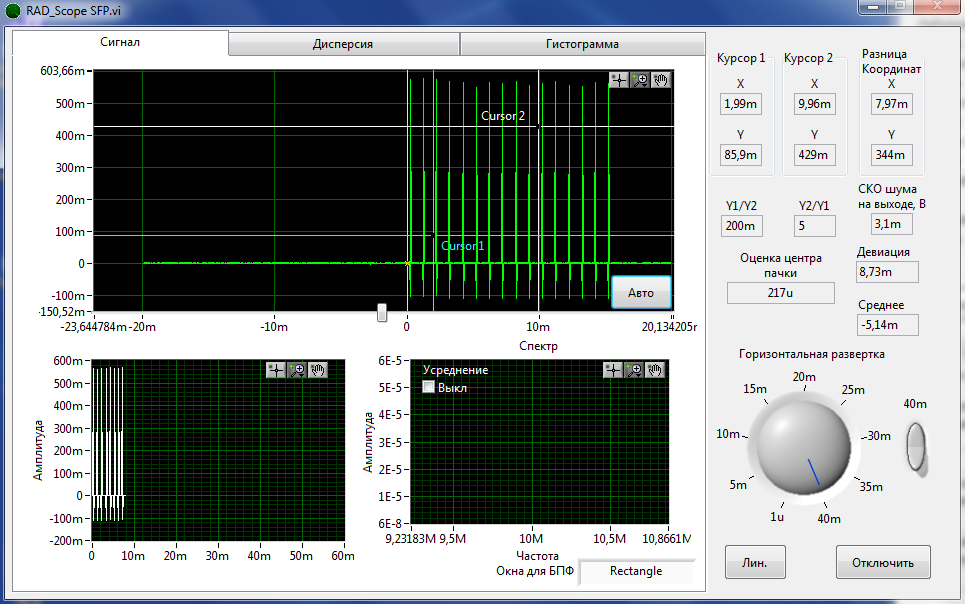 RAD_Scope SFP.vi
Сигнал
Дисперсия
Гистограмма
603,66m
500m
400m
300m
200m
100m
0
-100m
-150,52m
Cursor 2
Cursor 1
Авто
-23,644784m -20m -10m 0 10m 20,134205m
Курсор 1
X
1,99m
Y
85,9m
Курсор 2
X
9,96m
Y
429m
Разница
Координат
X
7,97m
Y
344m
Y1/Y2
200m
Y2/Y1
5
СКО шума
на выходе, В
3,1m
Оценка центра
пачки
217u
Девиация
8,73m
Среднее
-5,14m
600m
500m
400m
300m
200m
100m
0
-100m
-200m
Амплитуда
0 10m 20m 30m 40m 50m 60m
Спектр
Усреднение
Выкл
6E-5
5E-5
4E-5
3E-5
2E-5
1E-5
6E-8
Амплитуда
9,23183M 9,5M 10M 10,5M 10,8661M
Частота
Окна для БПФ
Rectangle
Горизонтальная развертка
20m
15m
25m
10m
30m
5m
35m
1u
40m
40m
Лин.
Отключить